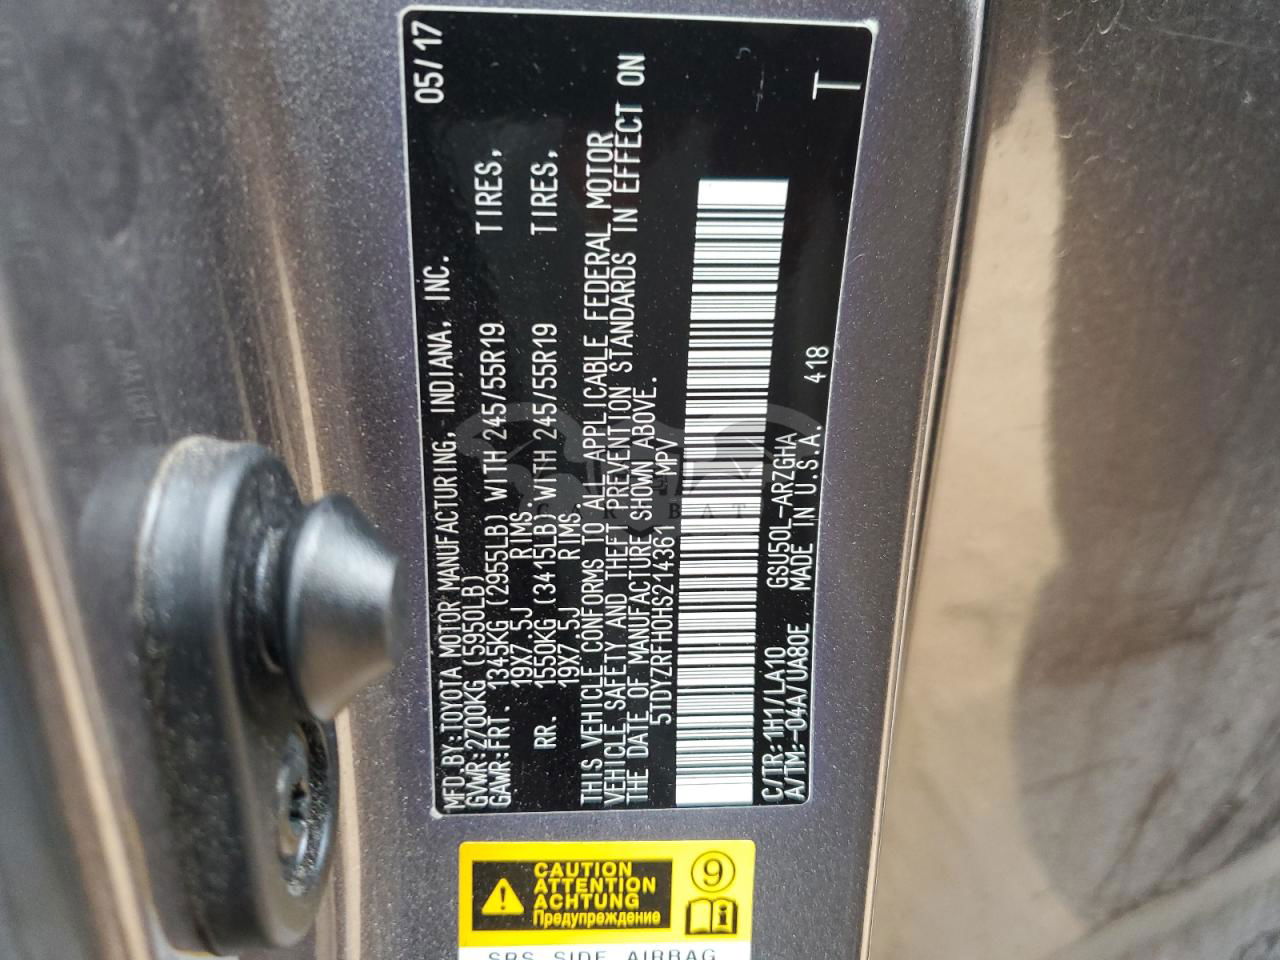 MFD.BY:TOYOTA MOTOR MANUFACTURING, INDIANA, INC. 05/17
GVWR:2700KG (5950LB)
GAWR:FRT. 1345KG (2955LB) WITH 245/55R19 TIRES,
19X7.5J RIMS.
RR. 1550KG (3415LB) WITH 245/55R19 TIRES,
19X7.5J RIMS.
THIS VEHICLE CONFORMS TO ALL APPLICABLE FEDERAL MOTOR
VEHICLE SAFETY AND THEFT PREVENTION STANDARDS IN EFFECT ON
THE DATE OF MANUFACTURE SHOWN ABOVE.
5TDYZRFH0HS214361 MPV
C/TR:1H1/LA10 GSU50L-ARZGHA
A/TM:-04A/UA80E MADE IN U.S.A. 418 T
CAUTION
ATTENTION
ACHTUNG
Предупреждение
9
i
SRS SIDE AIRBAG
CAR BAT